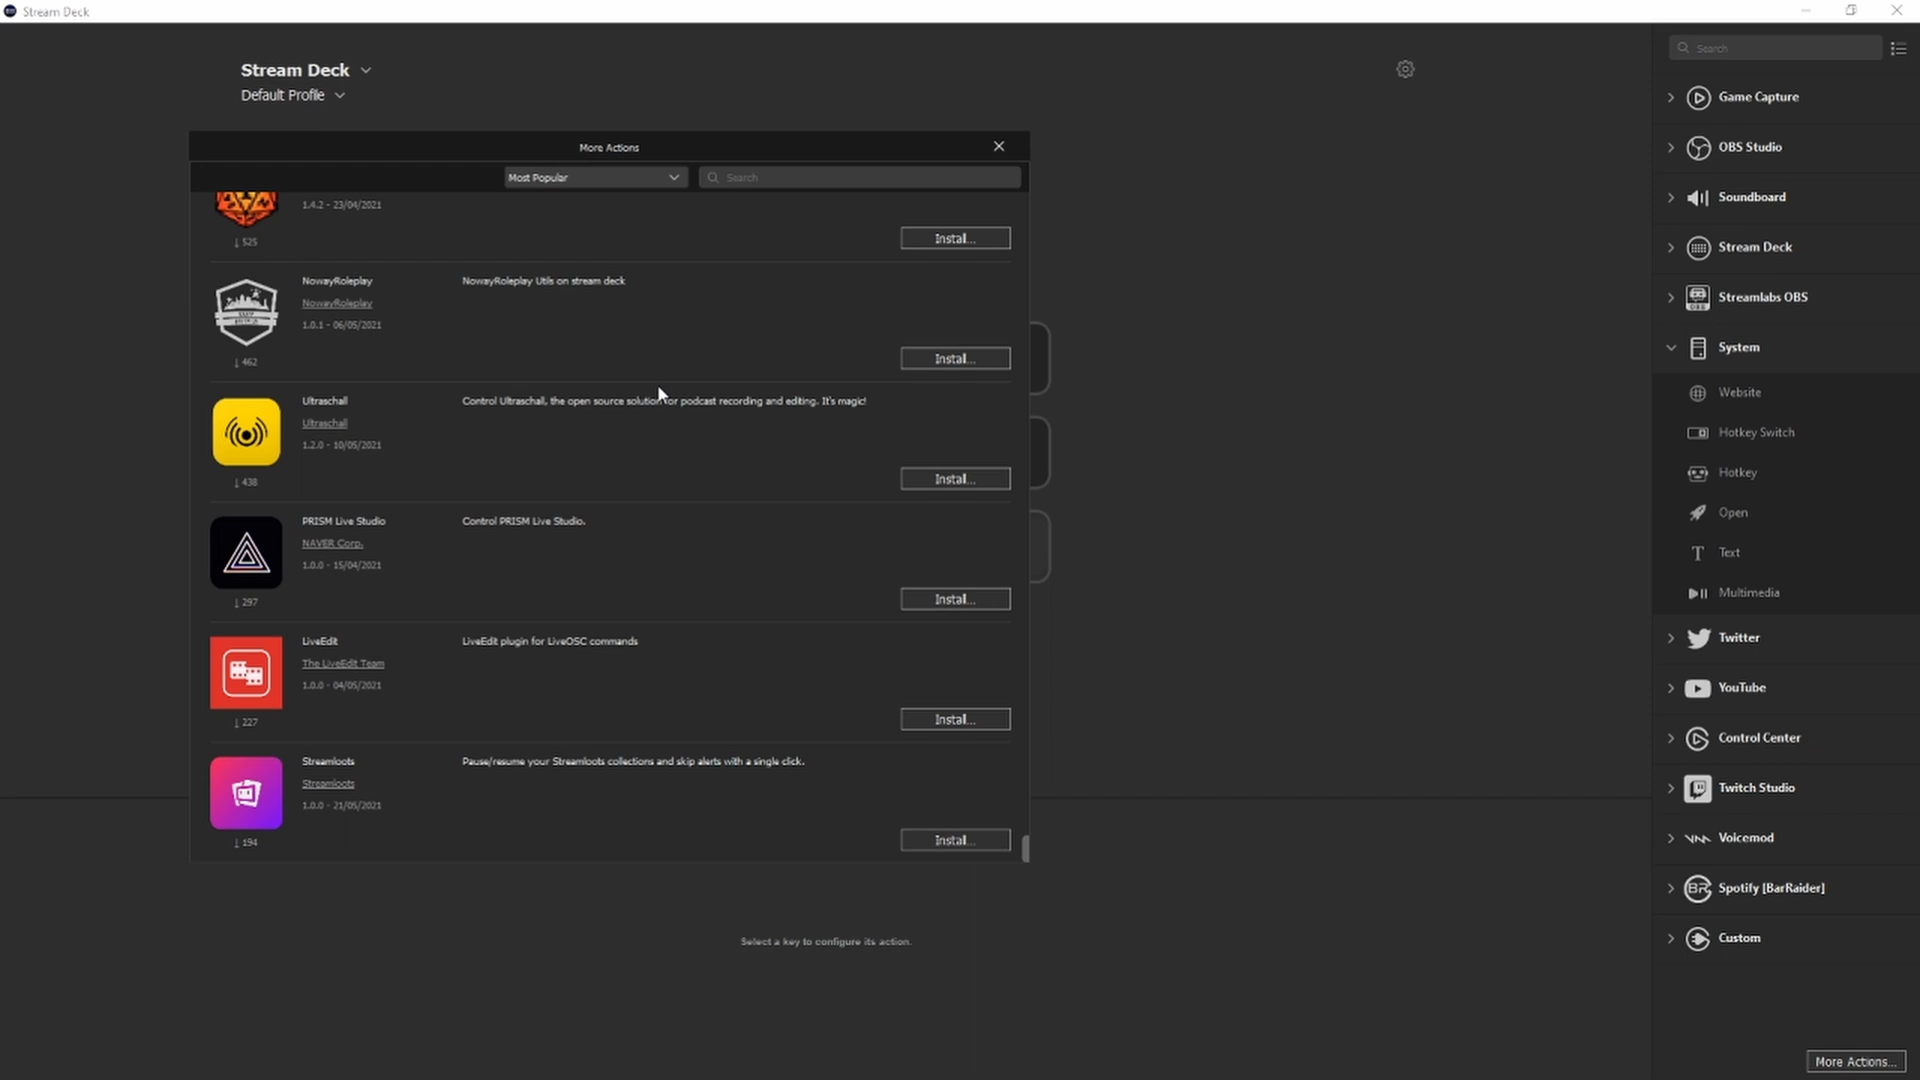 Stream Deck
Stream Deck
Default Profile
More Actions
Most Popular
Search
1.4.2 - 23/04/2021
↓ 525
Install...
NowayRoleplay
NowayRoleplay Utils on stream deck
NowayRoleplay
1.0.1 - 06/05/2021
↓ 462
Install...
Ultraschall
Control Ultraschall, the open source solution for podcast recording and editing. It's magic!
Ultraschall
1.2.0 - 10/05/2021
↓ 438
Install...
PRISM Live Studio
Control PRISM Live Studio.
NAVER Corp.
1.0.0 - 15/04/2021
↓ 297
Install...
LiveEdit
LiveEdit plugin for LiveOSC commands
The LiveEdit Team
1.0.0 - 04/05/2021
↓ 227
Install...
Streamloots
Pause/resume your Streamloots collections and skip alerts with a single click.
Streamloots
1.0.0 - 21/05/2021
↓ 194
Install...
Select a key to configure its action.
Search
Game Capture
OBS Studio
Soundboard
Stream Deck
Streamlabs OBS
System
Website
Hotkey Switch
Hotkey
Open
Text
Multimedia
Twitter
YouTube
Control Center
Twitch Studio
Voicemod
Spotify [BarRaider]
Custom
More Actions...